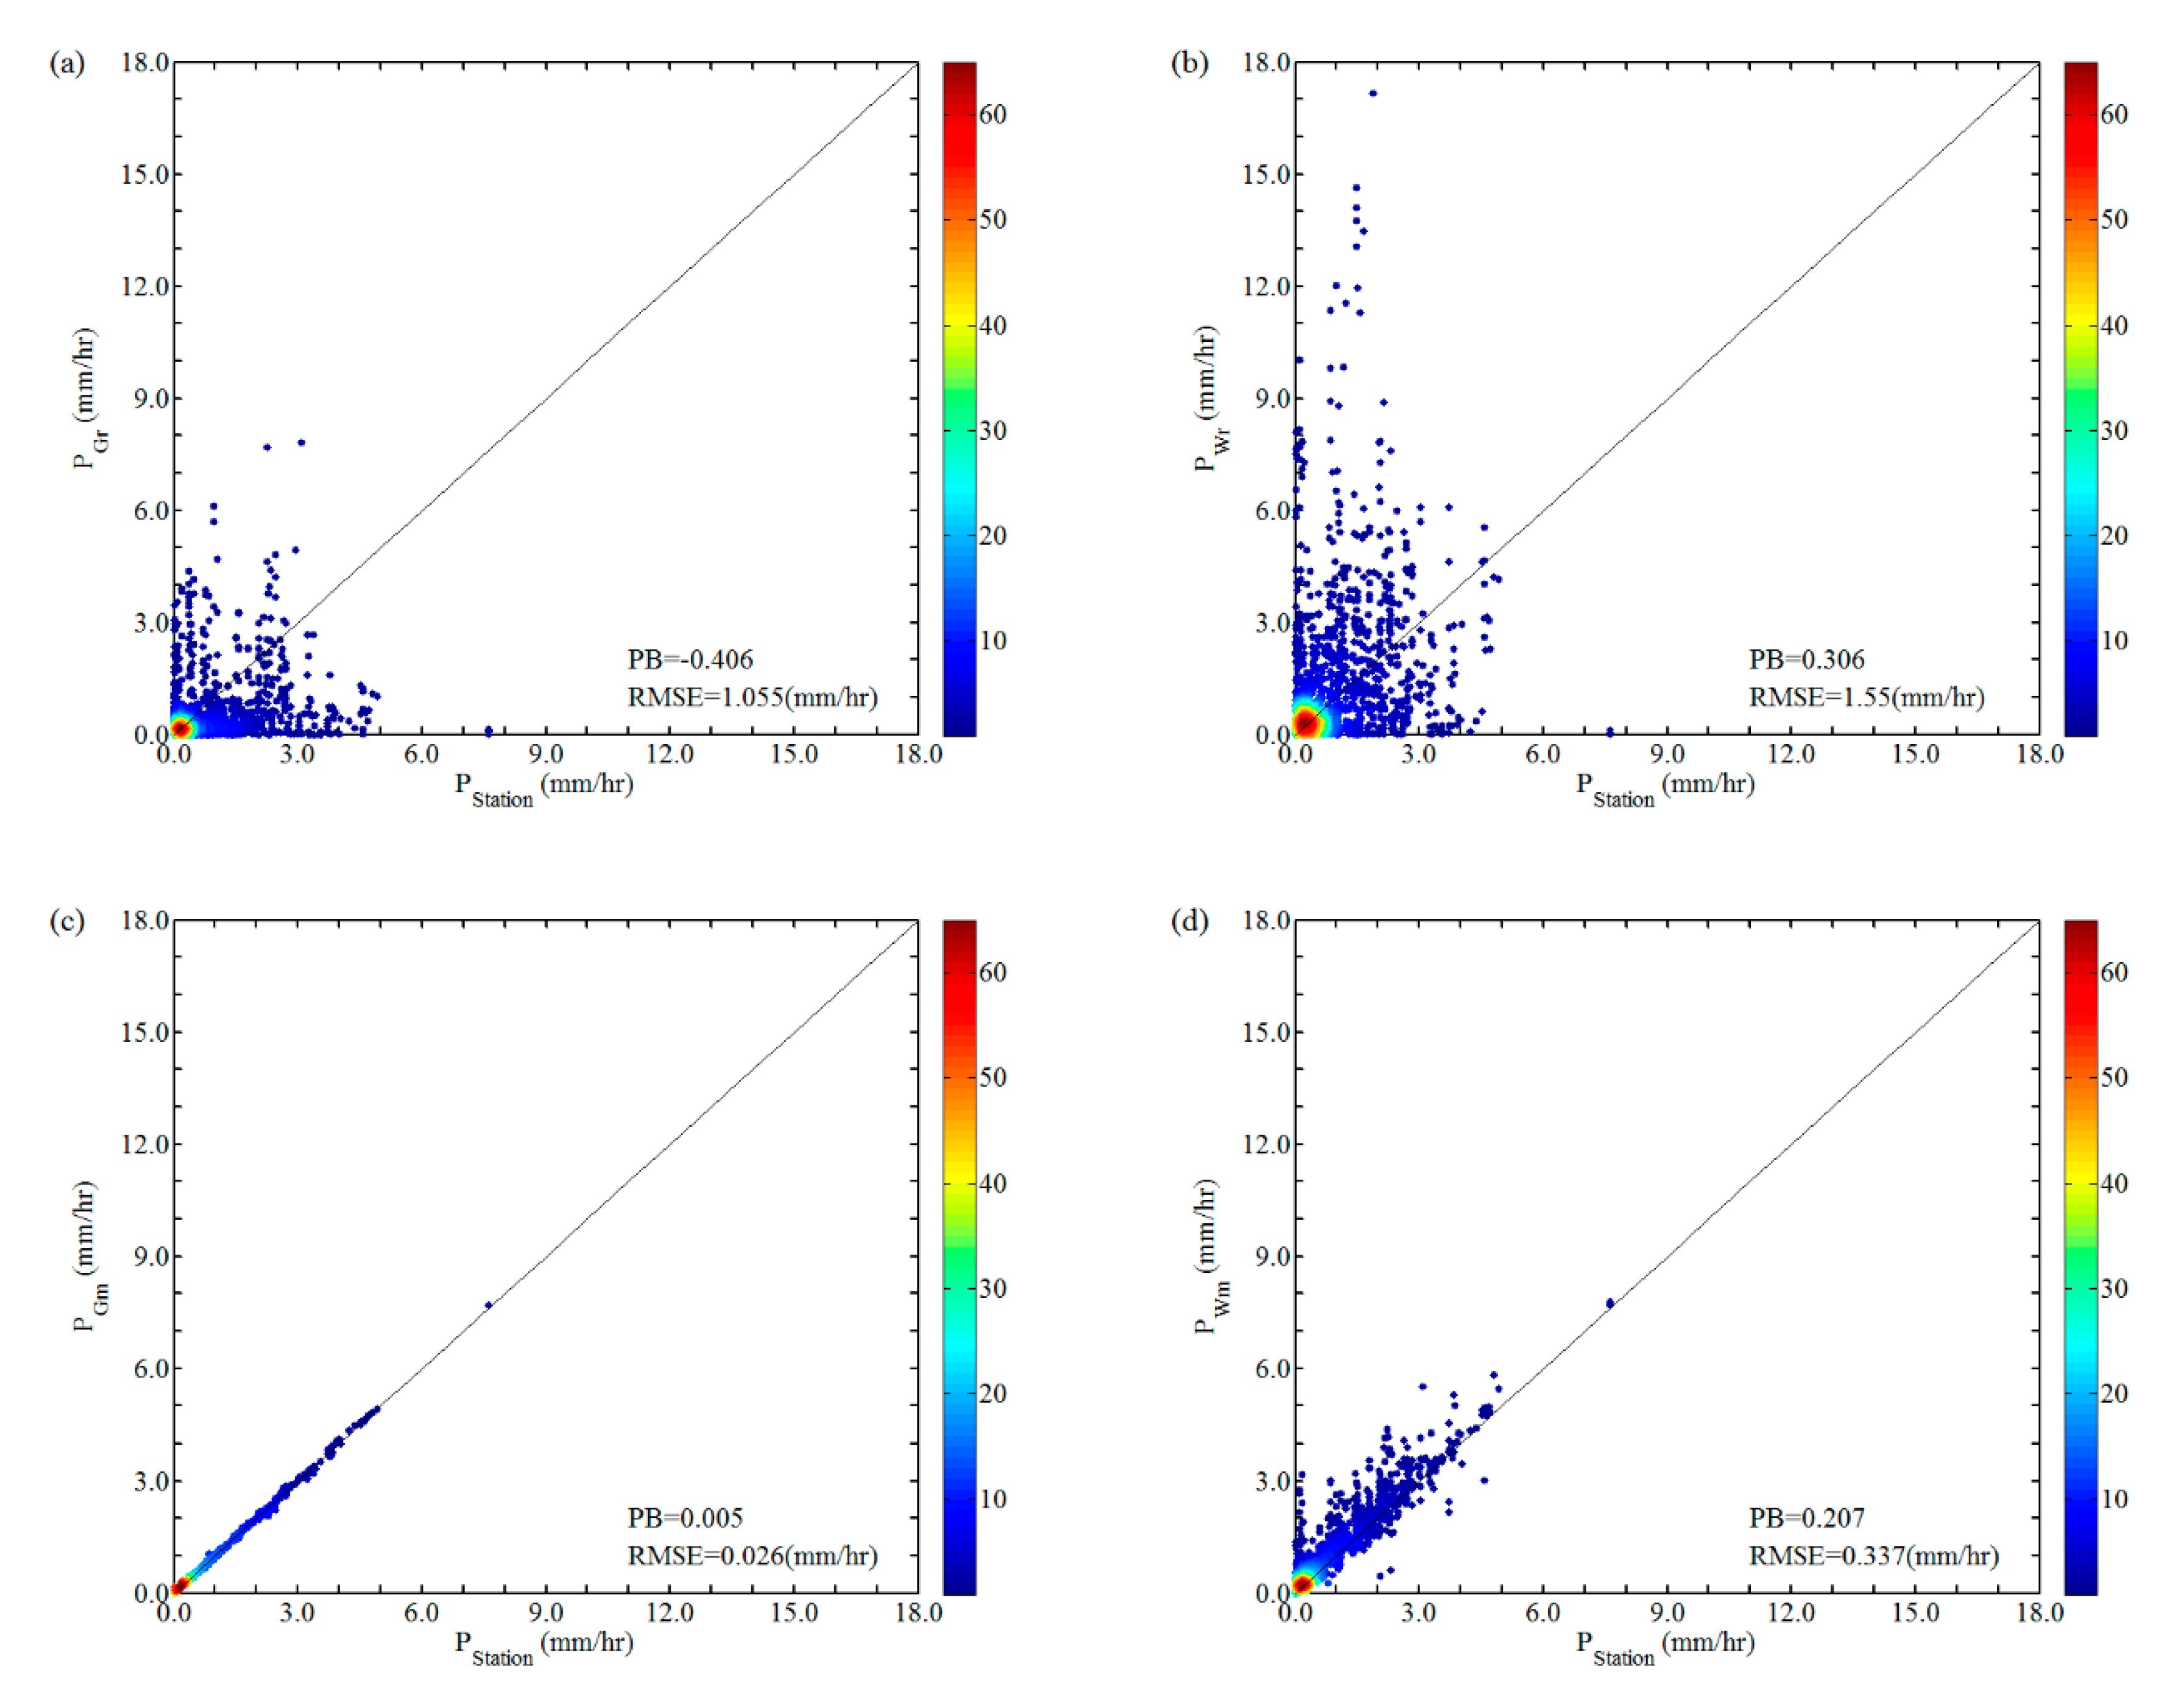 (a)
18.0
15.0
12.0
9.0
6.0
3.0
0.0
P_Gr (mm/hr)
PB=-0.406
RMSE=1.055(mm/hr)
0.0 3.0 6.0 9.0 12.0 15.0 18.0
P_Station (mm/hr)
60
50
40
30
20
10
(b)
18.0
15.0
12.0
9.0
6.0
3.0
0.0
P_Wr (mm/hr)
PB=0.306
RMSE=1.55(mm/hr)
0.0 3.0 6.0 9.0 12.0 15.0 18.0
P_Station (mm/hr)
60
50
40
30
20
10
(c)
18.0
15.0
12.0
9.0
6.0
3.0
0.0
P_Gm (mm/hr)
PB=0.005
RMSE=0.026(mm/hr)
0.0 3.0 6.0 9.0 12.0 15.0 18.0
P_Station (mm/hr)
60
50
40
30
20
10
(d)
18.0
15.0
12.0
9.0
6.0
3.0
0.0
P_Wm (mm/hr)
PB=0.207
RMSE=0.337(mm/hr)
0.0 3.0 6.0 9.0 12.0 15.0 18.0
P_Station (mm/hr)
60
50
40
30
20
10